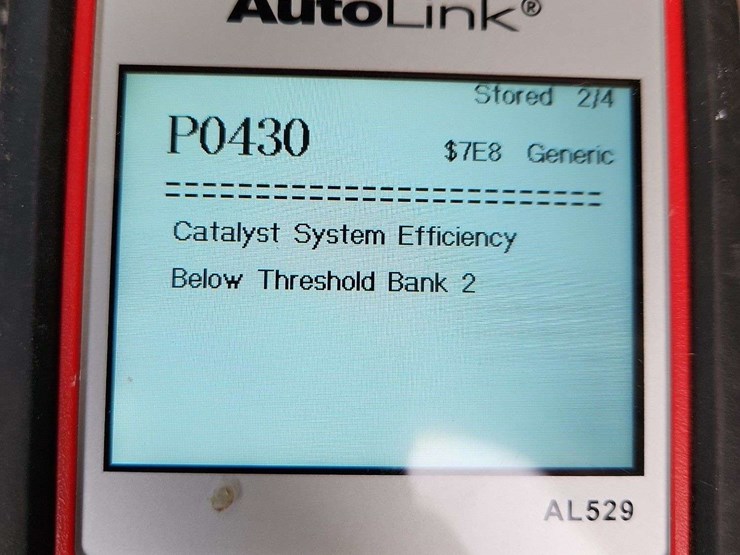 AutoLink®
Stored 2/4
P0430
$7E8 Generic
=========================
Catalyst System Efficiency
Below Threshold Bank 2
AL529